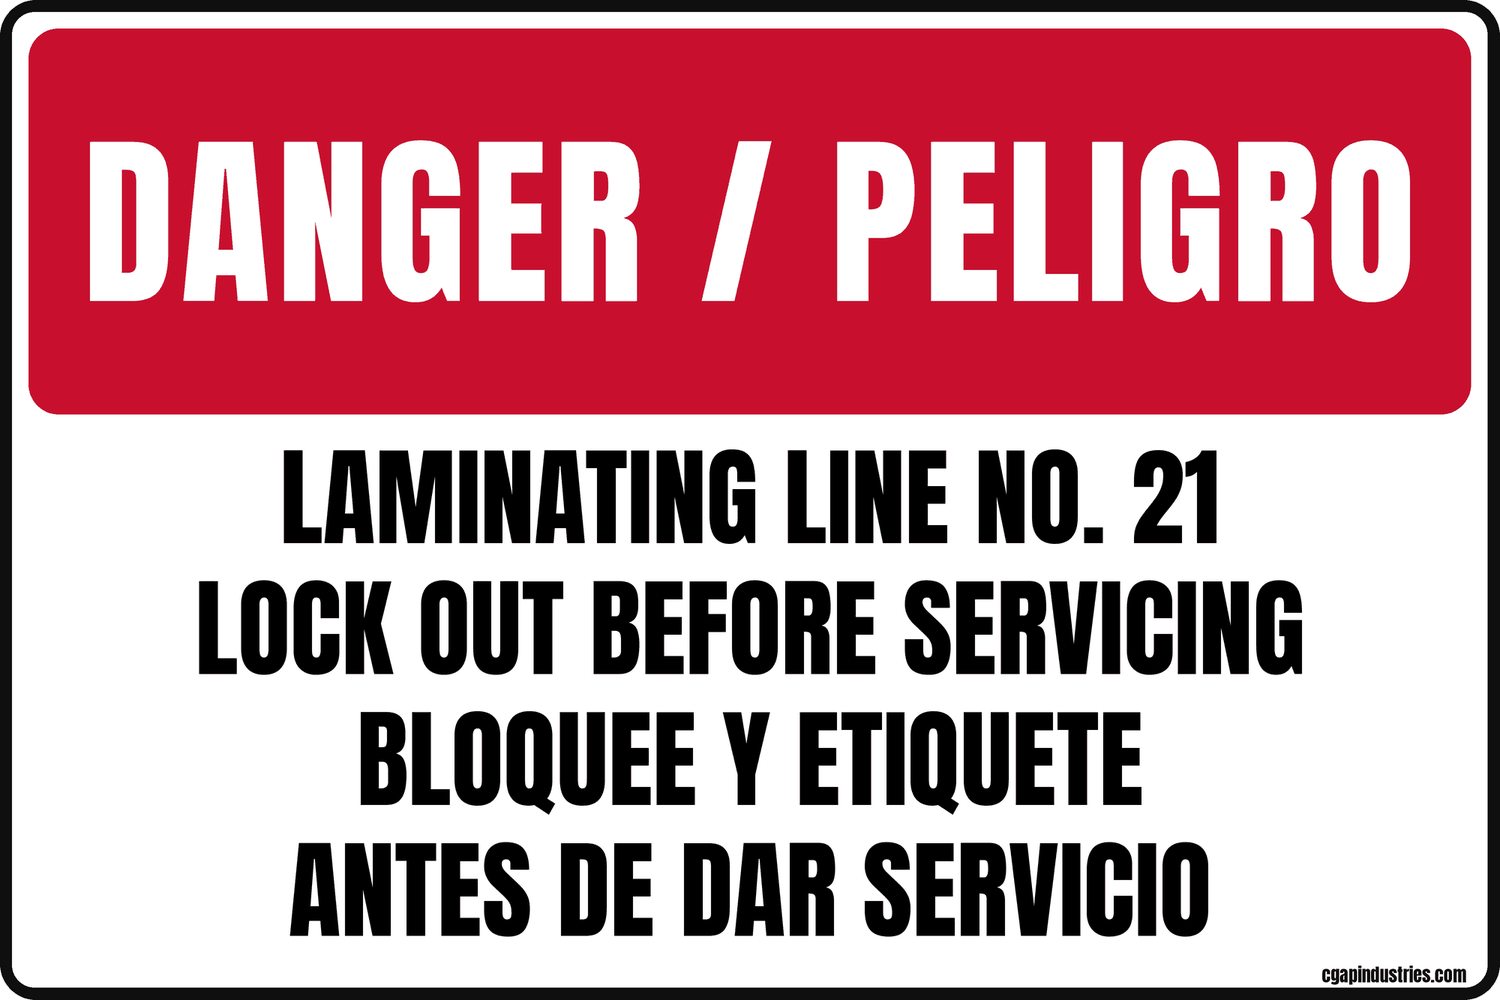 DANGER / PELIGRO
LAMINATING LINE NO. 21
LOCK OUT BEFORE SERVICING
BLOQUEE Y ETIQUETE
ANTES DE DAR SERVICIO
cgapindustries.com